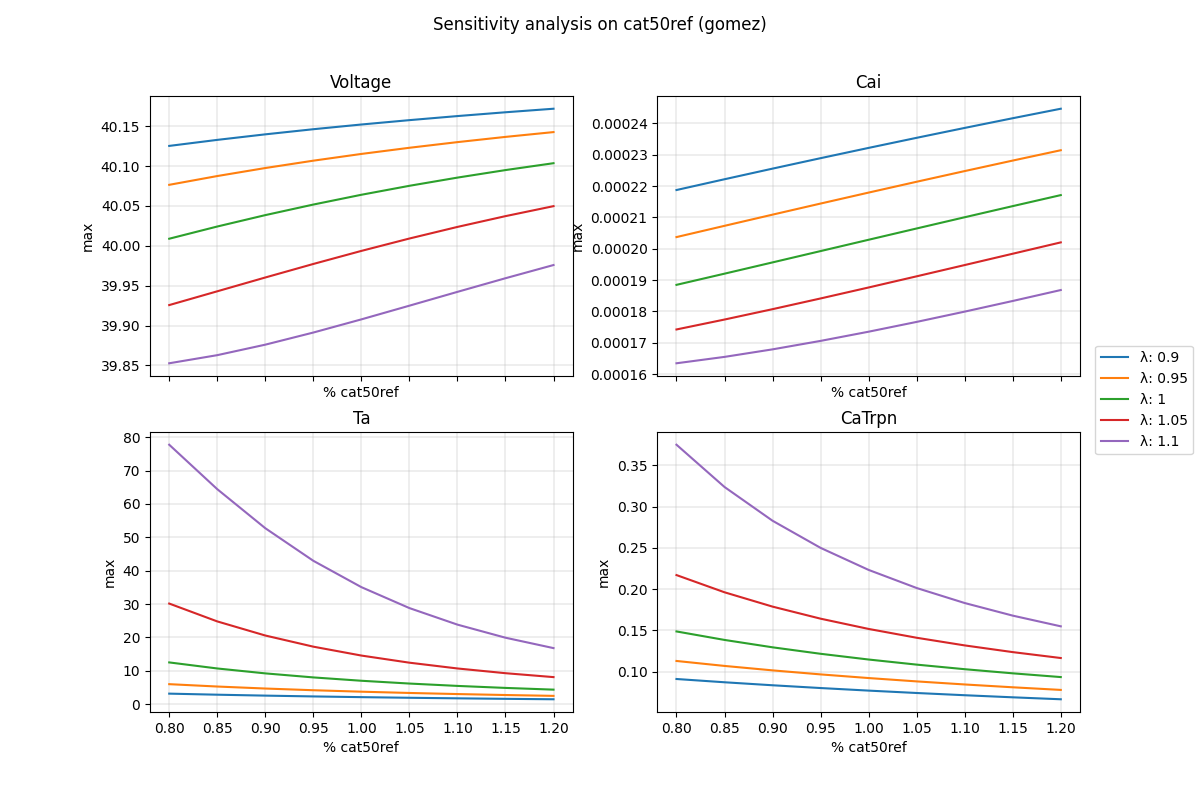 Sensitivity analysis on cat50ref (gomez)
Voltage
max
40.15
40.10
40.05
40.00
39.95
39.90
39.85
% cat50ref
Cai
max
0.00024
0.00023
0.00022
0.00021
0.00020
0.00019
0.00018
0.00017
0.00016
% cat50ref
λ: 0.9
λ: 0.95
λ: 1
λ: 1.05
λ: 1.1
Ta
max
80
70
60
50
40
30
20
10
0
0.80 0.85 0.90 0.95 1.00 1.05 1.10 1.15 1.20
% cat50ref
CaTrpn
max
0.35
0.30
0.25
0.20
0.15
0.10
0.80 0.85 0.90 0.95 1.00 1.05 1.10 1.15 1.20
% cat50ref